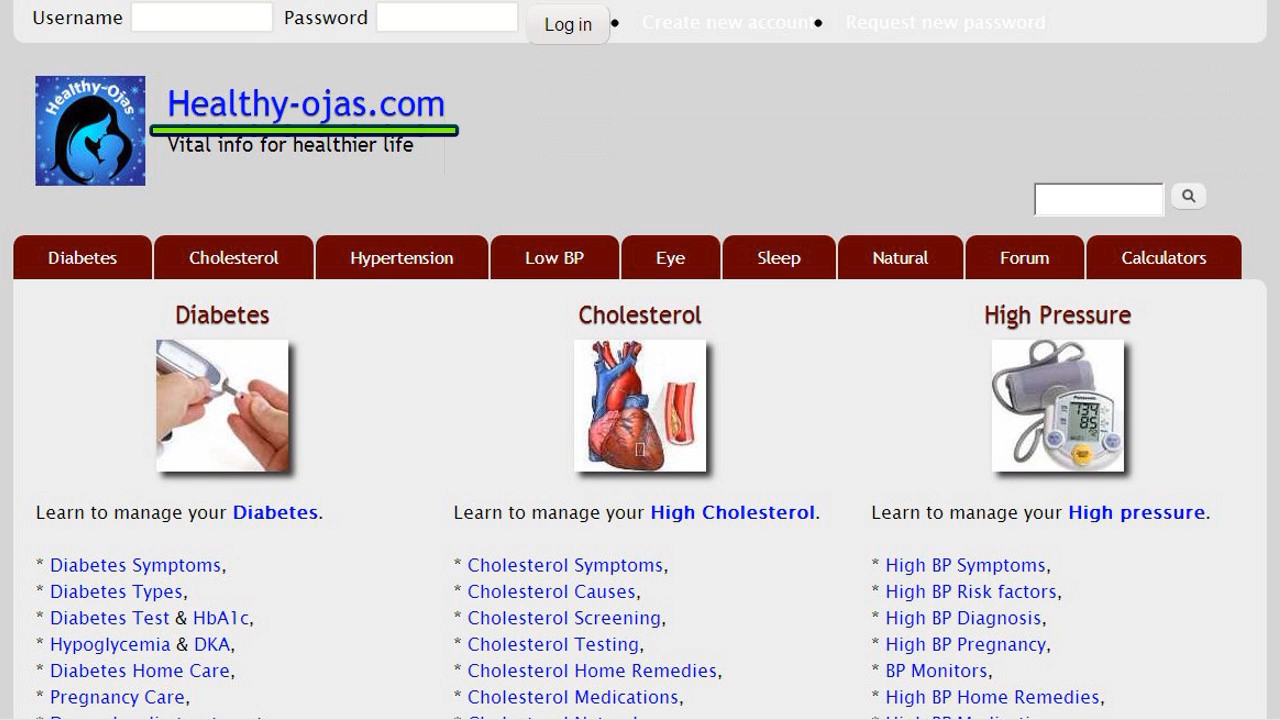 Username Password Log in • Create new account • Request new password
Healthy-Ojas
Healthy-ojas.com
Vital info for healthier life
Diabetes Cholesterol Hypertension Low BP Eye Sleep Natural Forum Calculators
Diabetes Cholesterol High Pressure
Panasonic
139
85
Learn to manage your Diabetes. Learn to manage your High Cholesterol. Learn to manage your High pressure.
* Diabetes Symptoms, * Cholesterol Symptoms, * High BP Symptoms,
* Diabetes Types, * Cholesterol Causes, * High BP Risk factors,
* Diabetes Test & HbA1c, * Cholesterol Screening, * High BP Diagnosis,
* Hypoglycemia & DKA, * Cholesterol Testing, * High BP Pregnancy,
* Diabetes Home Care, * Cholesterol Home Remedies, * BP Monitors,
* Pregnancy Care, * Cholesterol Medications, * High BP Home Remedies,